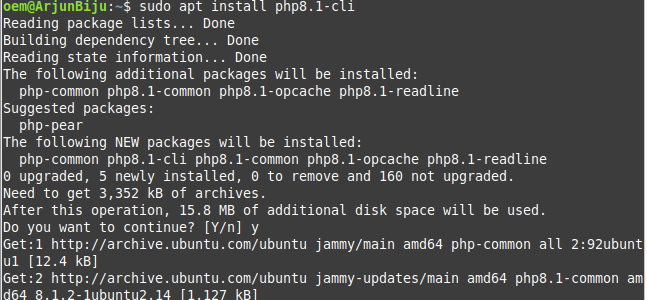 oem@ArjunBiju:~$ sudo apt install php8.1-cli
Reading package lists... Done
Building dependency tree... Done
Reading state information... Done
The following additional packages will be installed:
  php-common php8.1-common php8.1-opcache php8.1-readline
Suggested packages:
  php-pear
The following NEW packages will be installed:
  php-common php8.1-cli php8.1-common php8.1-opcache php8.1-readline
0 upgraded, 5 newly installed, 0 to remove and 160 not upgraded.
Need to get 3,352 kB of archives.
After this operation, 15.8 MB of additional disk space will be used.
Do you want to continue? [Y/n] y
Get:1 http://archive.ubuntu.com/ubuntu jammy/main amd64 php-common all 2:92ubunt
u1 [12.4 kB]
Get:2 http://archive.ubuntu.com/ubuntu jammy-updates/main amd64 php8.1-common am
d64 8.1.2-1ubuntu2.14 [1,127 kB]